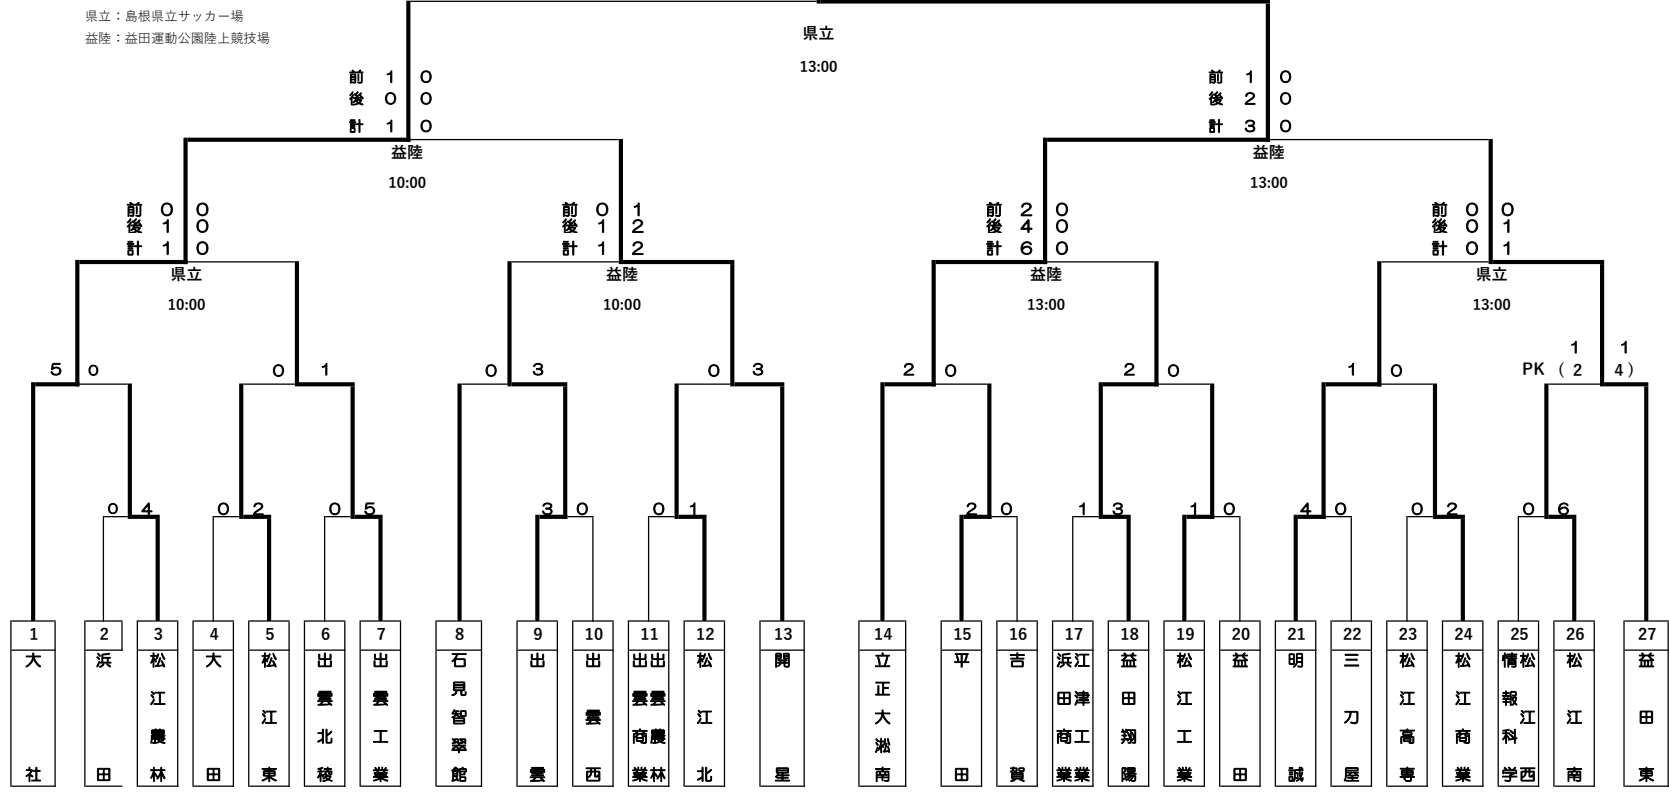 県立：島根県立サッカー場
益陸：益田運動公園陸上競技場
県立
13:00
前 1 0
後 0 0
計 1 0
益陸
10:00
前 1 0
後 2 0
計 3 0
益陸
13:00
前 0 0
後 1 0
計 1 0
県立
10:00
前 0 1
後 1 2
計 1 2
益陸
10:00
前 2 0
後 4 0
計 6 0
益陸
13:00
前 0 0
後 0 1
計 0 1
県立
13:00
5 0
0 1
0 3
0 3
2 0
2 0
1 0
1 1
PK ( 2 4 )
0 4
0 2
0 5
3 0
0 1
2 0
1 3
1 0
4 0
0 2
0 6
1 大社
2 浜田
3 松江農林
4 大田
5 松江東
6 出雲北稜
7 出雲工業
8 石見智翠館
9 出雲
10 出雲西
11 出雲農林 出雲商業
12 松江北
13 開星
14 立正大淞南
15 平田
16 吉賀
17 江津工業 浜田商業
18 益田翔陽
19 松江工業
20 益田
21 明誠
22 三刀屋
23 松江高専
24 松江商業
25 松江西 情報科学
26 松江南
27 益田東